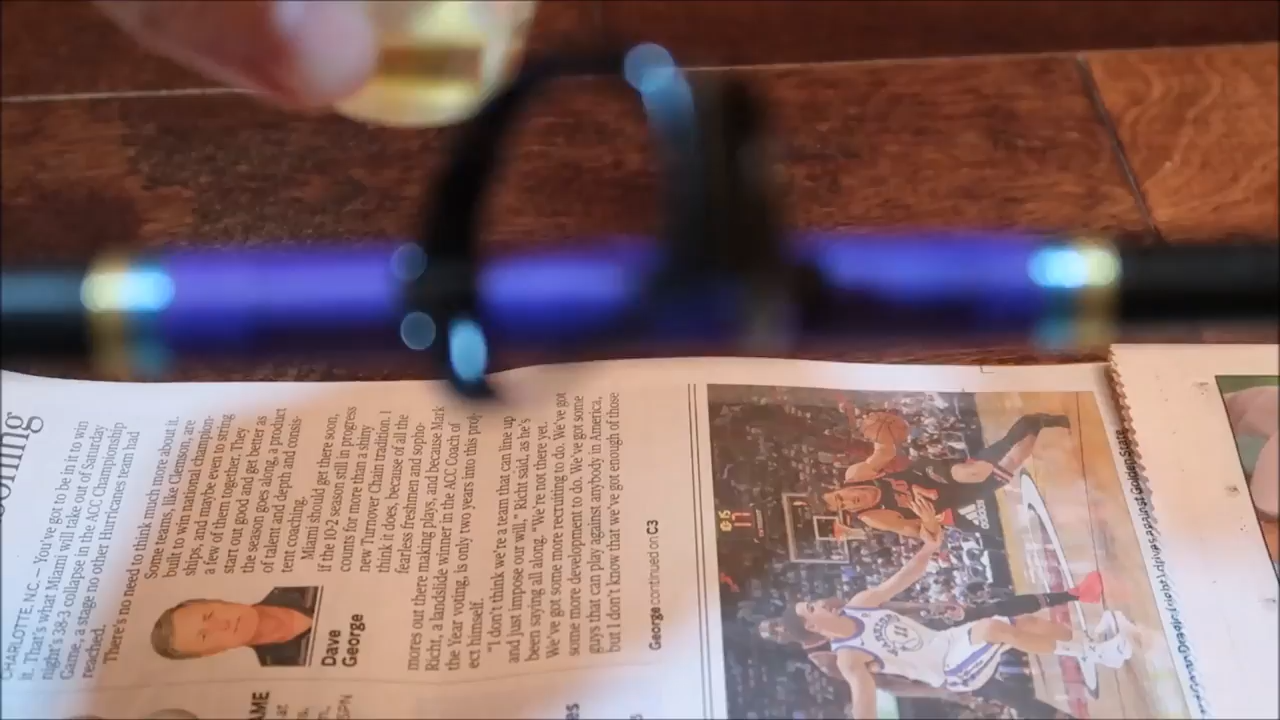 CHARLOTTE, N.C. — You've got to be in it to win
it. That's what Miami will take out of Saturday
night's 38-3 collapse in the ACC Championship
Game, a stage no other Hurricanes team had
reached.
There's no need to think much more about it.
Some teams, like Clemson, are
built to win national champion-
ships, and maybe even to string
a few of them together. They
start out good and get better as
the season goes along, a product
of talent and depth and consis-
tent coaching.
Miami should get there soon,
if the 10-2 season still in progress
counts for more than a shiny
new Turnover Chain tradition. I
think it does, because of all the
fearless freshmen and sopho-
mores out there making plays, and because Mark
Richt, a landslide winner in the ACC Coach of
the Year voting, is only two years into this proj-
ect himself.
"I don't think we're a team that can line up
and just impose our will," Richt said, as he's
been saying all along. "We're not there yet.
We've got some more recruiting to do. We've got
some more development to do. We've got some
guys that can play against anybody in America,
but I don't know that we've got enough of those
George continued on C3
Dave
George
adidas
11